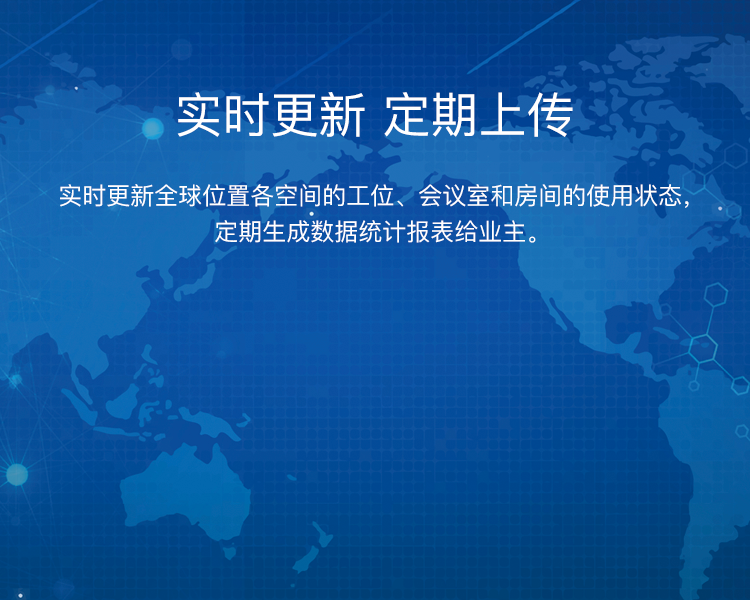 实时更新 定期上传
实时更新全球位置各空间的工位、会议室和房间的使用状态,
定期生成数据统计报表给业主。